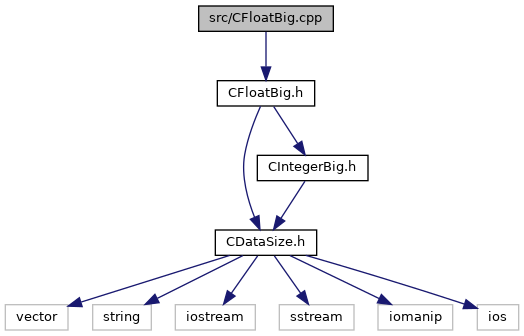 src/CFloatBig.cpp
CFloatBig.h
CIntegerBig.h
CDataSize.h
vector
string
iostream
sstream
iomanip
ios